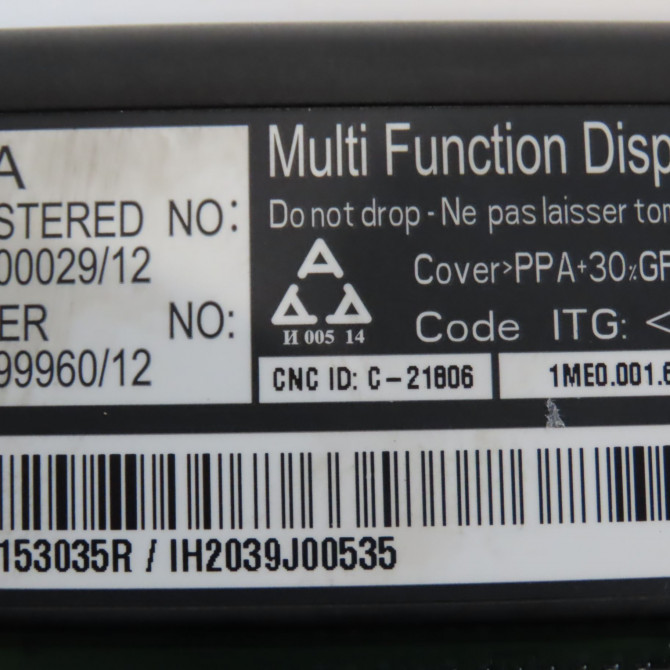 A
STERED NO:
00029/12
ER NO:
99960/12
Multi Function Disp
Do not drop - Ne pas laisser tom
Cover>PPA+30%GF
Code ITG: <
И 005 14
CNC ID: C-21806
1ME0.001.6
153035R / IH2039J00535